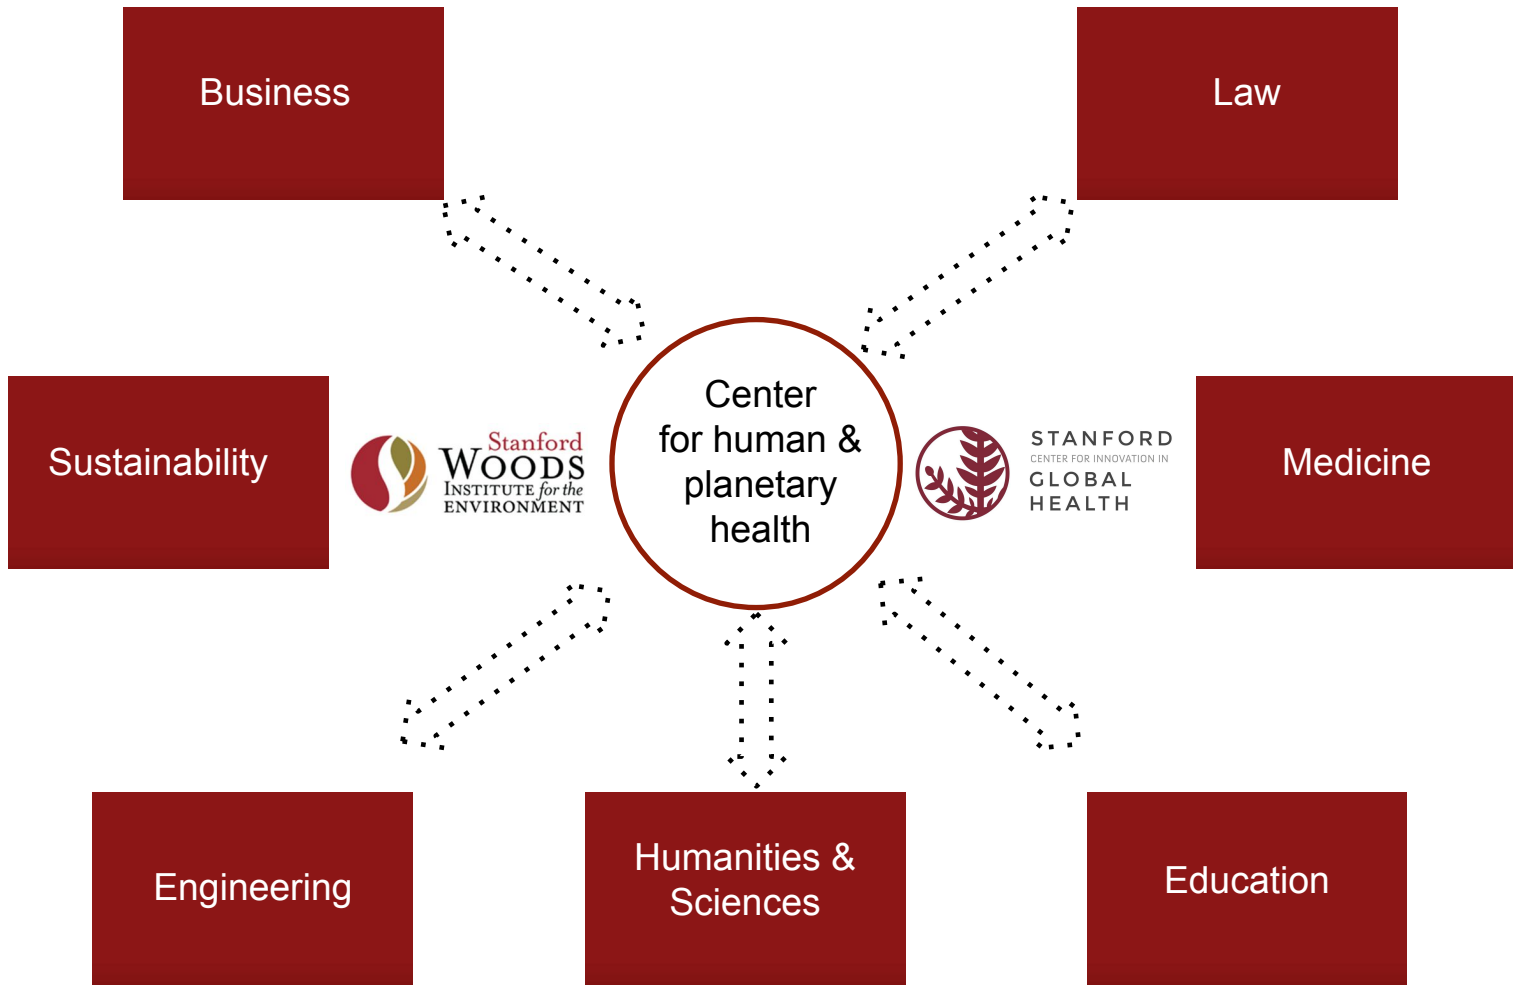 Business
Law
Sustainability
Stanford
WOODS
INSTITUTE for the
ENVIRONMENT
Center
for human &
planetary
health
STANFORD
CENTER FOR INNOVATION IN
GLOBAL
HEALTH
Medicine
Engineering
Humanities &
Sciences
Education